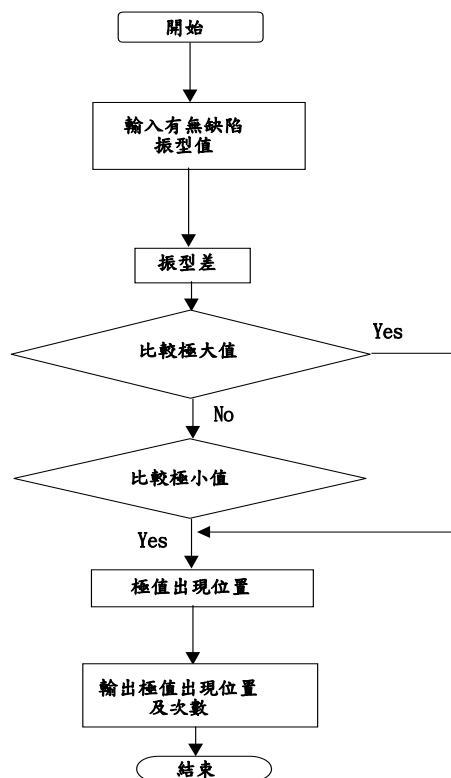 開始
輸入有無缺陷
振型值
振型差
比較極大值
Yes
No
比較極小值
Yes
極值出現位置
輸出極值出現位置
及次數
結束